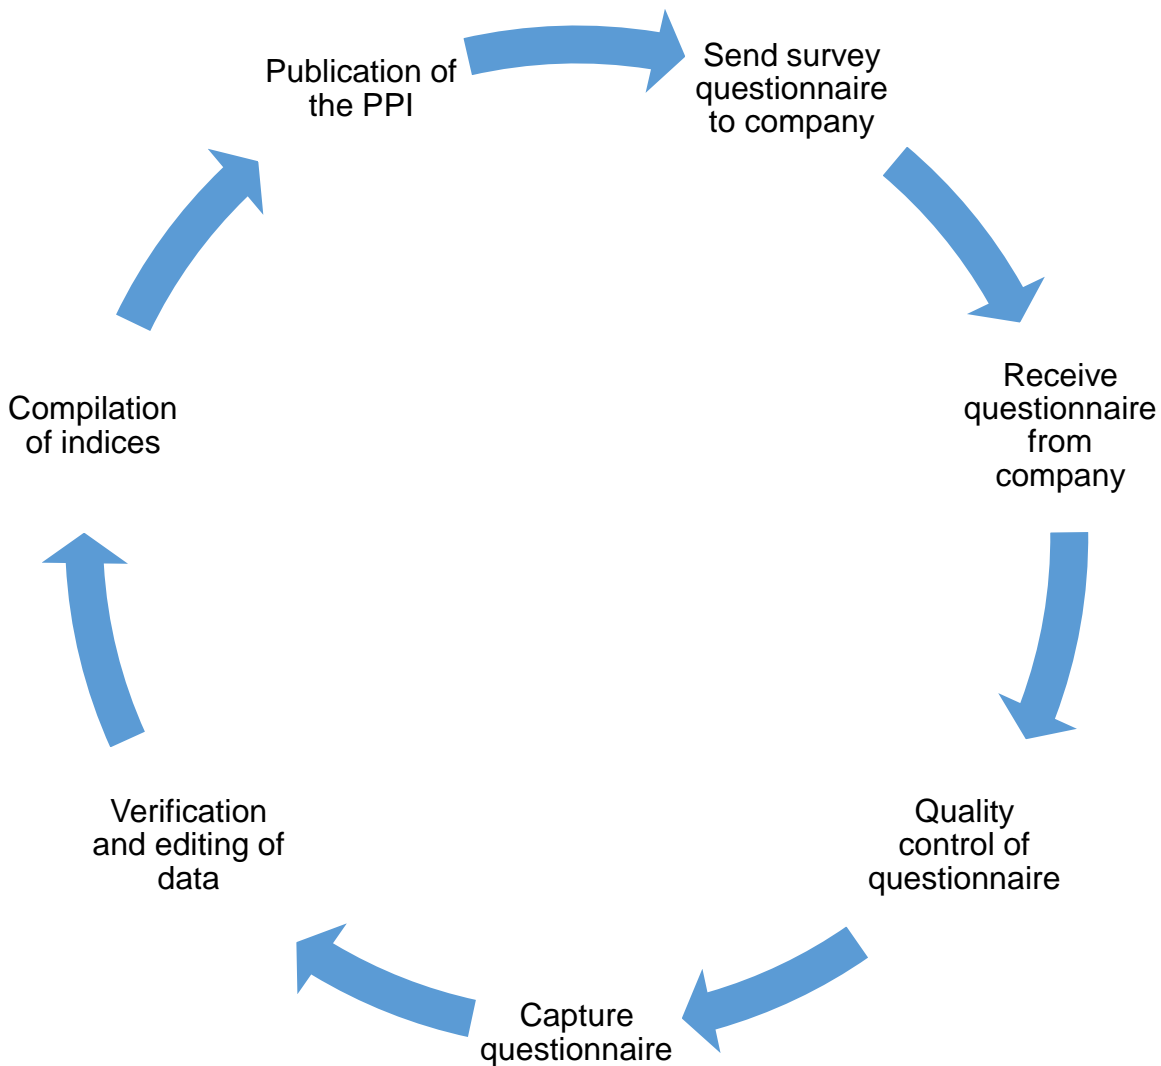 Publication of
the PPI
Send survey
questionnaire
to company
Receive
questionnaire
from
company
Quality
control of
questionnaire
Capture
questionnaire
Verification
and editing of
data
Compilation
of indices